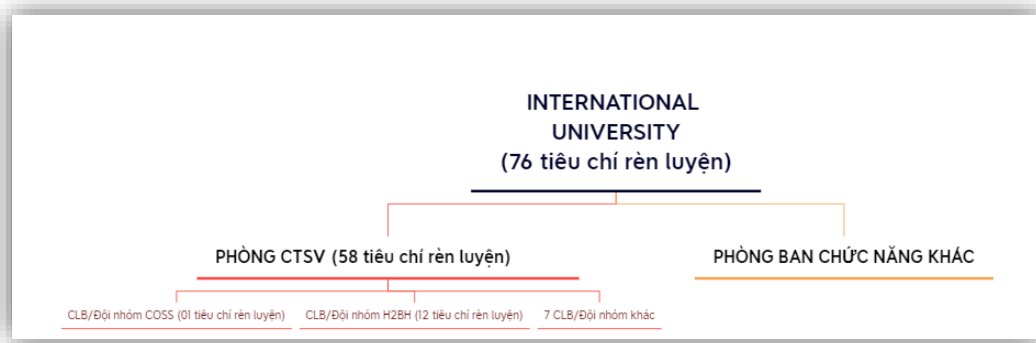 INTERNATIONAL
UNIVERSITY
(76 tiêu chí rèn luyện)
PHÒNG CTSV (58 tiêu chí rèn luyện)
PHÒNG BAN CHỨC NĂNG KHÁC
CLB/Đội nhóm COSS (01 tiêu chí rèn luyện)
CLB/Đội nhóm H2BH (12 tiêu chí rèn luyện)
7 CLB/Đội nhóm khác